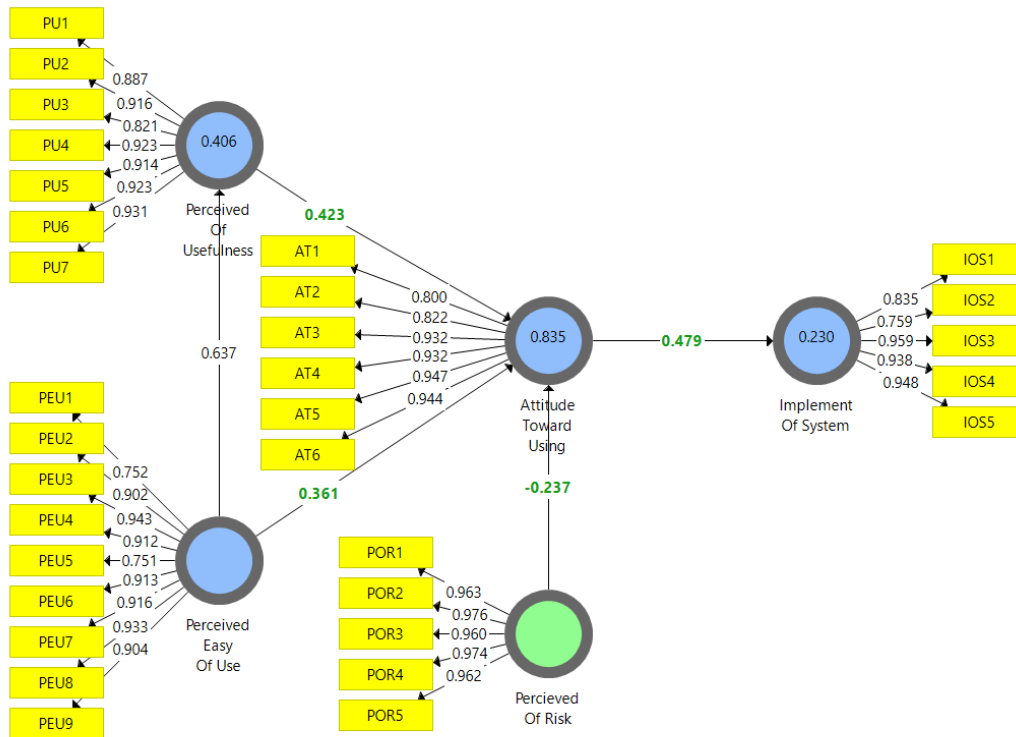 PU1
PU2
PU3
PU4
PU5
PU6
PU7
0.887
0.916
0.821
0.923
0.914
0.923
0.931
0.406
Perceived
Of
Usefulness
0.423
AT1
AT2
AT3
AT4
AT5
AT6
0.800
0.822
0.932
0.932
0.947
0.944
0.835
Attitude
Toward
Using
0.479
0.230
Implement
Of System
0.835
0.759
0.959
0.938
0.948
IOS1
IOS2
IOS3
IOS4
IOS5
0.637
0.361
-0.237
PEU1
PEU2
PEU3
PEU4
PEU5
PEU6
PEU7
PEU8
PEU9
0.752
0.902
0.943
0.912
0.751
0.913
0.916
0.933
0.904
Perceived
Easy
Of Use
POR1
POR2
POR3
POR4
POR5
0.963
0.976
0.960
0.974
0.962
Percieved
Of Risk